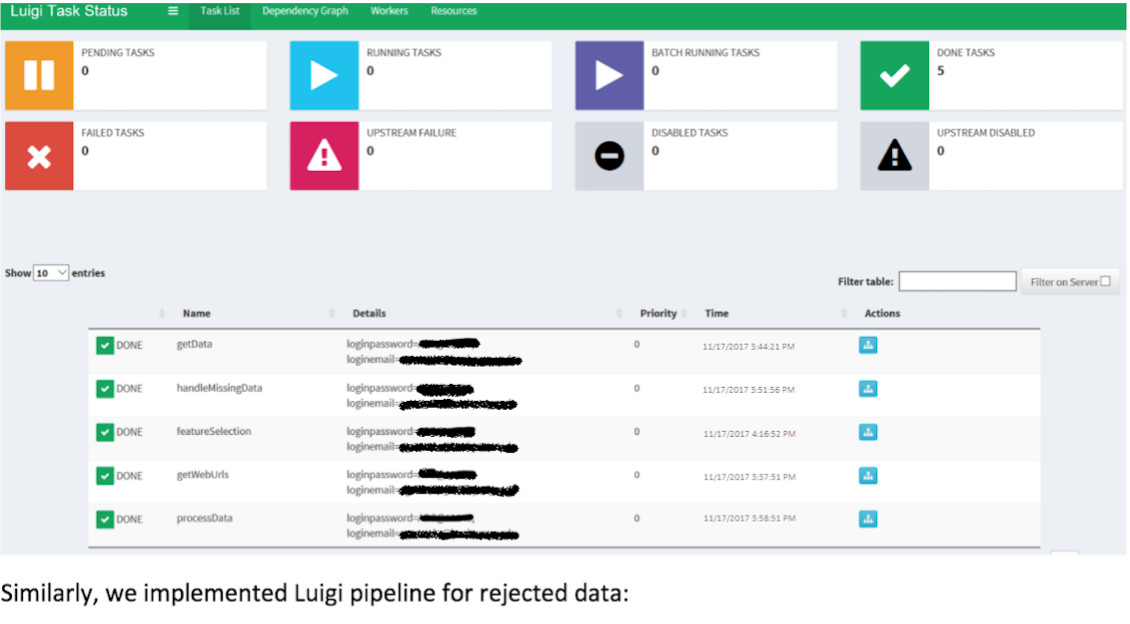 Luigi Task Status Task List Dependency Graph Workers Resources
PENDING TASKS RUNNING TASKS BATCH RUNNING TASKS DONE TASKS
0 0 0 5
FAILED TASKS UPSTREAM FAILURE DISABLED TASKS UPSTREAM DISABLED
0 0 0 0
Show 10 entries
Filter table: Filter on Server
Name Details Priority Time Actions
DONE getData loginpassword= 0 11/17/2017 3:44:21 PM
loginemail=
DONE handleMissingData loginpassword= 0 11/17/2017 3:51:56 PM
loginemail=
DONE featureSelection loginpassword= 0 11/17/2017 4:16:52 PM
loginemail=
DONE getWebUrls loginpassword= 0 11/17/2017 3:37:51 PM
loginemail=
DONE processData loginpassword= 0 11/17/2017 3:58:51 PM
loginemail=
Similarly, we implemented Luigi pipeline for rejected data: